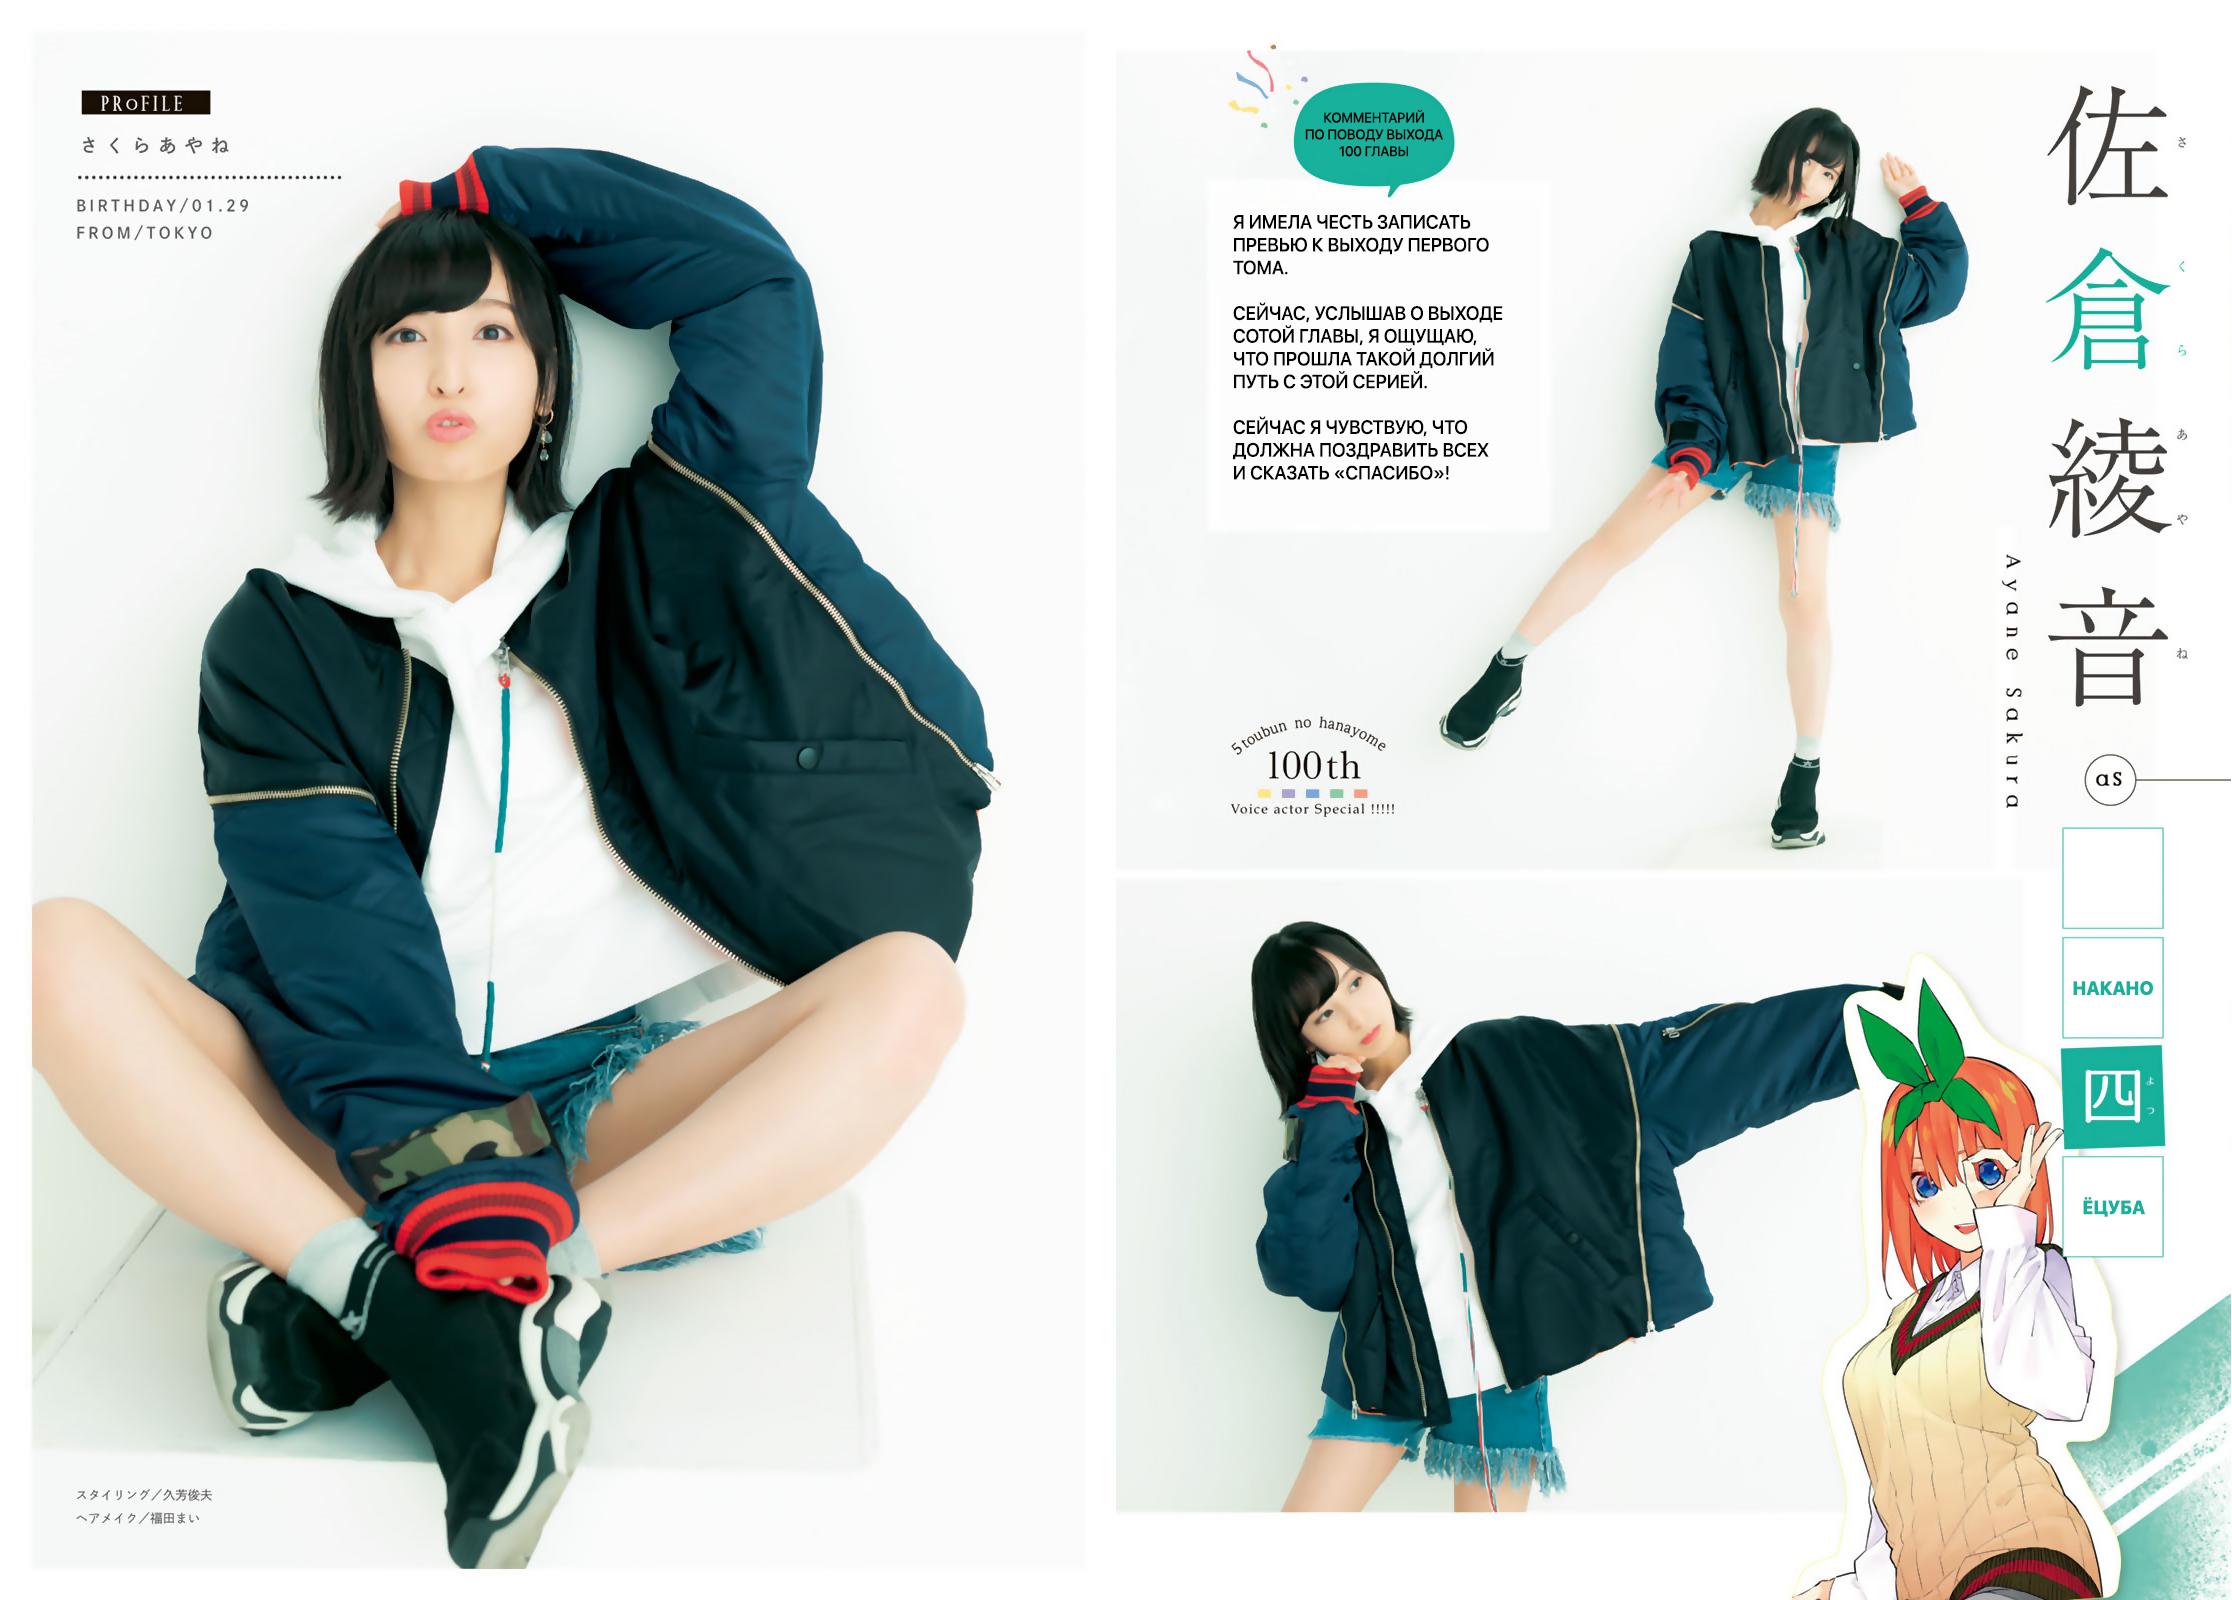 PRoFILE
さくらあやね
BIRTHDAY/01.29
FROM/TOKYO
スタイリング／久芳俊夫
ヘアメイク／福田まい
КОММЕНТАРИЙ
ПО ПОВОДУ ВЫХОДА
100 ГЛАВЫ
Я ИМЕЛА ЧЕСТЬ ЗАПИСАТЬ
ПРЕВЬЮ К ВЫХОДУ ПЕРВОГО
ТОМА.
СЕЙЧАС, УСЛЫШАВ О ВЫХОДЕ
СОТОЙ ГЛАВЫ, Я ОЩУЩАЮ,
ЧТО ПРОШЛА ТАКОЙ ДОЛГИЙ
ПУТЬ С ЭТОЙ СЕРИЕЙ.
СЕЙЧАС Я ЧУВСТВУЮ, ЧТО
ДОЛЖНА ПОЗДРАВИТЬ ВСЕХ
И СКАЗАТЬ «СПАСИБО»!
5toubun no hanayome
100th
Voice actor Special !!!!!
佐倉綾音
さくらあやね
Ayane Sakura
as
НАКАНО
四
よつ
ЁЦУБА